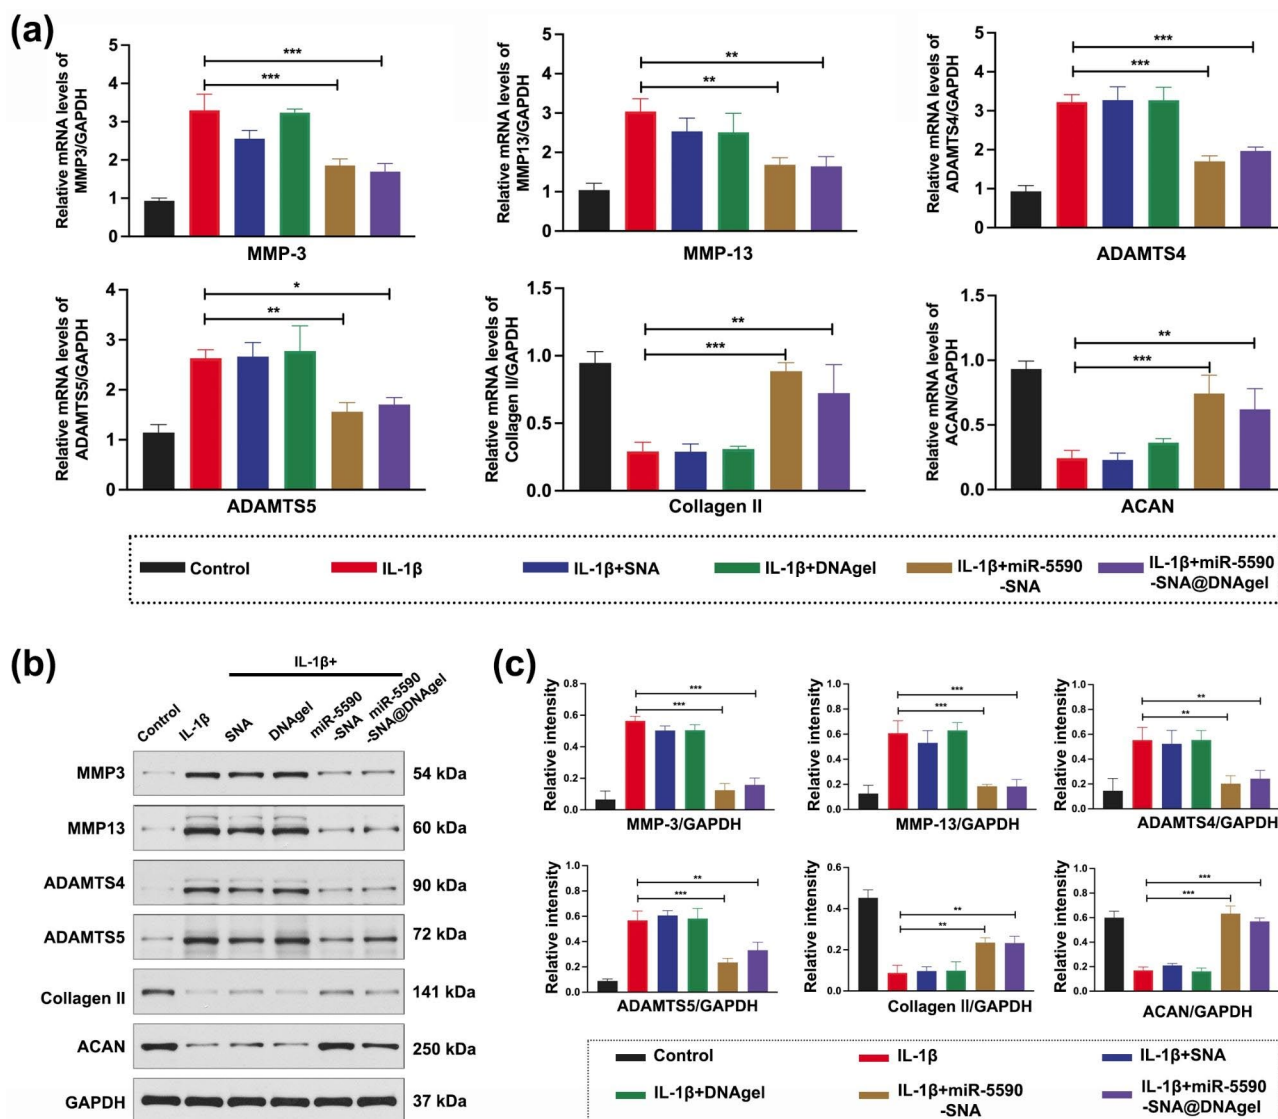 (a)
Relative mRNA levels of
MMP3/GAPDH
5
4
3
2
1
0
***
***
MMP-3
Relative mRNA levels of
MMP13/GAPDH
5
4
3
2
1
0
**
**
MMP-13
Relative mRNA levels of
ADAMTS4/GAPDH
5
4
3
2
1
0
***
***
ADAMTS4
Relative mRNA levels of
ADAMTS5/GAPDH
4
3
2
1
0
*
**
ADAMTS5
Relative mRNA levels of
Collagen II/GAPDH
1.5
1.0
0.5
0.0
**
***
Collagen II
Relative mRNA levels of
ACAN/GAPDH
1.5
1.0
0.5
0.0
**
***
ACAN
Control
IL-1β
IL-1β+SNA
IL-1β+DNAgel
IL-1β+miR-5590
-SNA
IL-1β+miR-5590
-SNA@DNAgel
(b)
IL-1β+
Control
IL-1β
SNA
DNAgel
miR-5590
-SNA
miR-5590
-SNA@DNAgel
MMP3 54 kDa
MMP13 60 kDa
ADAMTS4 90 kDa
ADAMTS5 72 kDa
Collagen II 141 kDa
ACAN 250 kDa
GAPDH 37 kDa
(c)
Relative intensity
0.8
0.6
0.4
0.2
0.0
***
***
MMP-3/GAPDH
Relative intensity
1.0
0.8
0.6
0.4
0.2
0.0
***
***
MMP-13/GAPDH
Relative intensity
1.0
0.8
0.6
0.4
0.2
0.0
**
**
ADAMTS4/GAPDH
Relative intensity
1.0
0.8
0.6
0.4
0.2
0.0
**
***
ADAMTS5/GAPDH
Relative intensity
0.6
0.4
0.2
0.0
**
**
Collagen II/GAPDH
Relative intensity
1.0
0.8
0.6
0.4
0.2
0.0
***
***
ACAN/GAPDH
Control
IL-1β
IL-1β+SNA
IL-1β+DNAgel
IL-1β+miR-5590
-SNA
IL-1β+miR-5590
-SNA@DNAgel